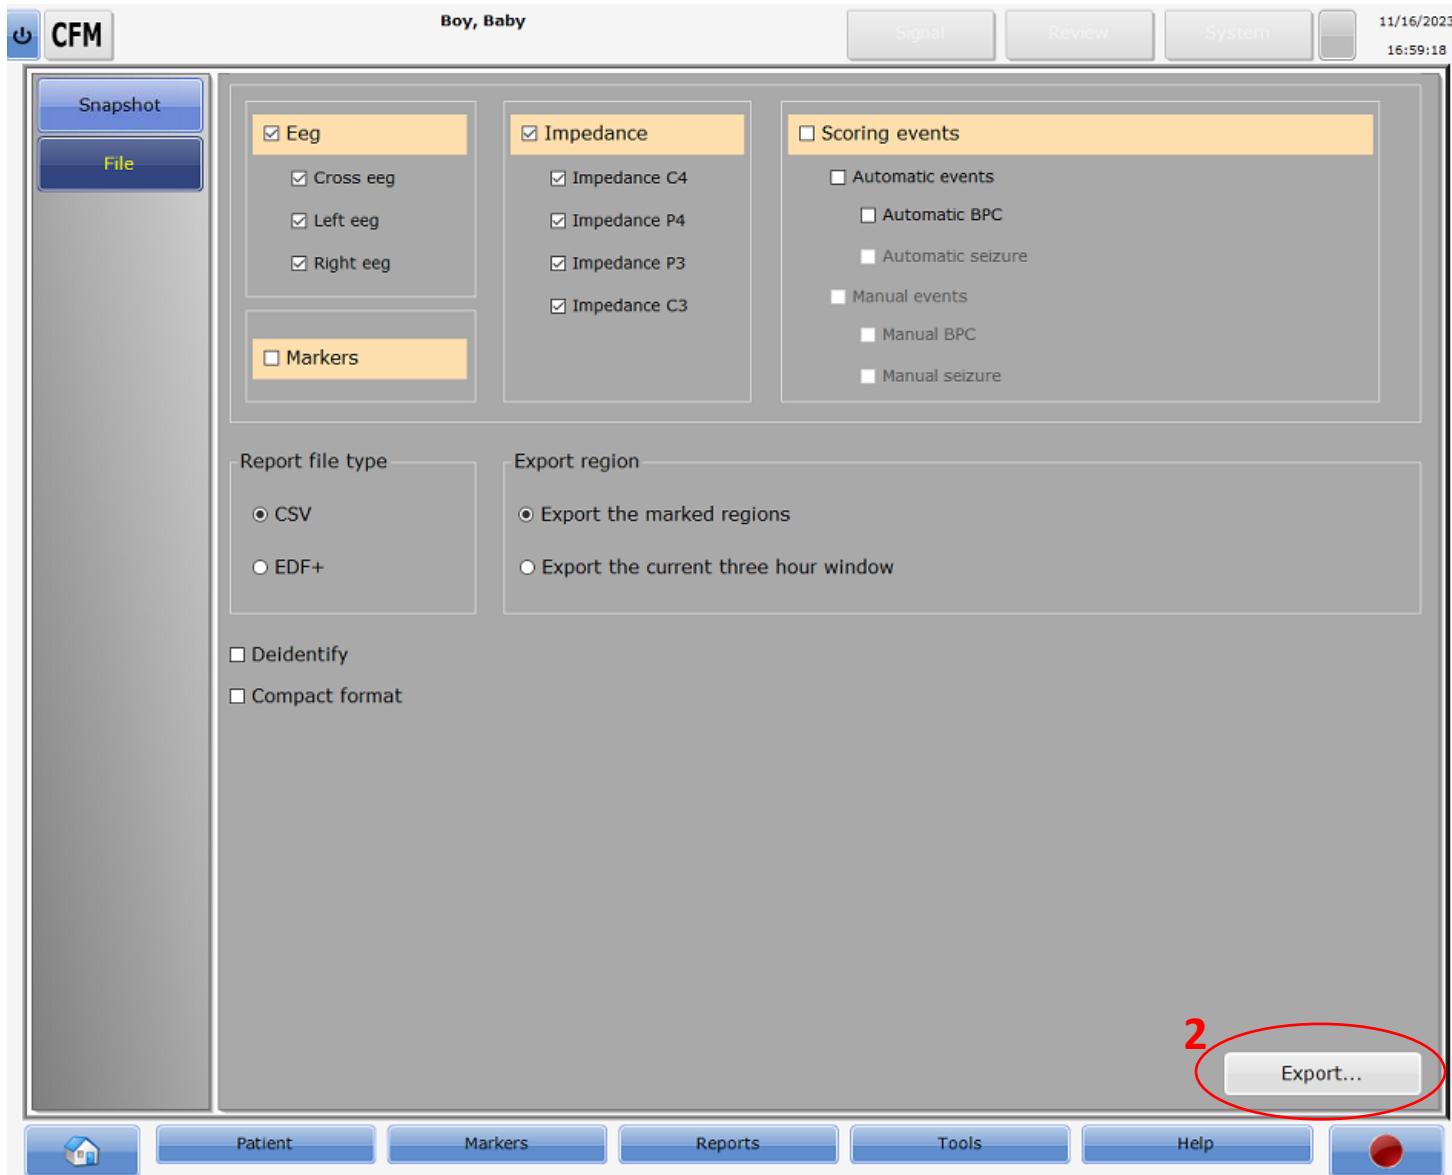 CFM
Boy, Baby
Signal
Review
System
11/16/2023
16:59:18
Snapshot
File
Eeg
Cross eeg
Left eeg
Right eeg
Markers
Impedance
Impedance C4
Impedance P4
Impedance P3
Impedance C3
Scoring events
Automatic events
Automatic BPC
Automatic seizure
Manual events
Manual BPC
Manual seizure
Report file type
CSV
EDF+
Export region
Export the marked regions
Export the current three hour window
Deidentify
Compact format
2
Export...
Patient
Markers
Reports
Tools
Help